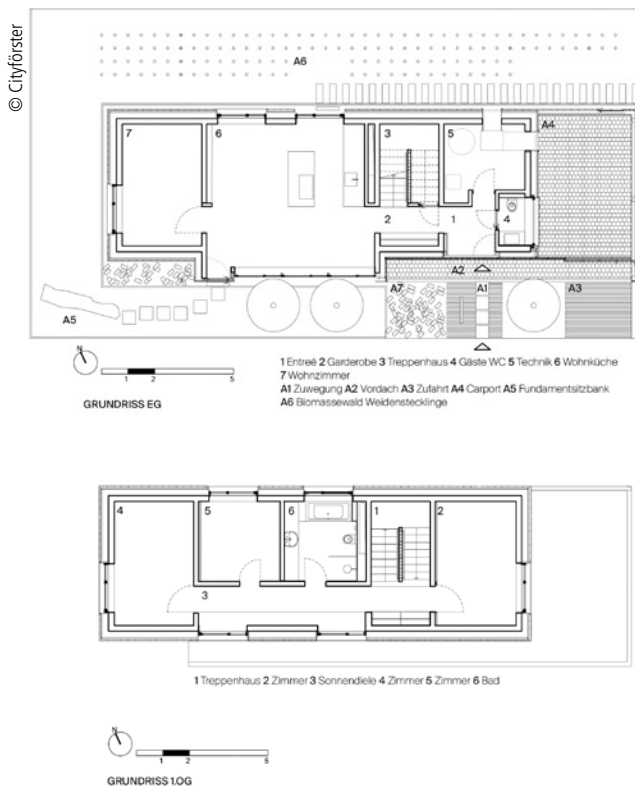 © Cityförster
A6
7
6
3
5
A4
2
1
4
A2
A7
A1
A3
A5
N
1 2 5
GRUNDRISS EG
1 Entreé 2 Garderobe 3 Treppenhaus 4 Gäste WC 5 Technik 6 Wohnküche
7 Wohnzimmer
A1 Zuwegung A2 Vordach A3 Zufahrt A4 Carport A5 Fundamentsitzbank
A6 Biomassewald Weidenstecklinge
4
5
6
1
2
3
1 Treppenhaus 2 Zimmer 3 Sonnendiele 4 Zimmer 5 Zimmer 6 Bad
N
1 2 5
GRUNDRISS 1.OG